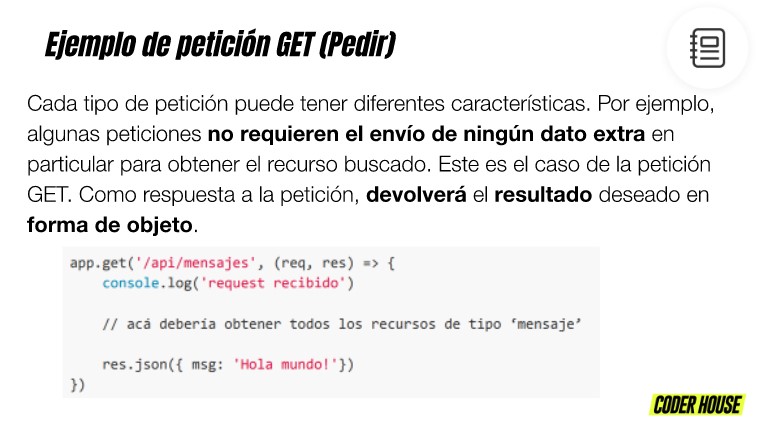 Ejemplo de petición GET (Pedir)
Cada tipo de petición puede tener diferentes características. Por ejemplo,
algunas peticiones no requieren el envío de ningún dato extra en
particular para obtener el recurso buscado. Este es el caso de la petición
GET. Como respuesta a la petición, devolverá el resultado deseado en
forma de objeto.
app.get('/api/mensajes', (req, res) => {
    console.log('request recibido')
    // acá debería obtener todos los recursos de tipo ‘mensaje’
    res.json({ msg: 'Hola mundo!'})
})
CODER HOUSE